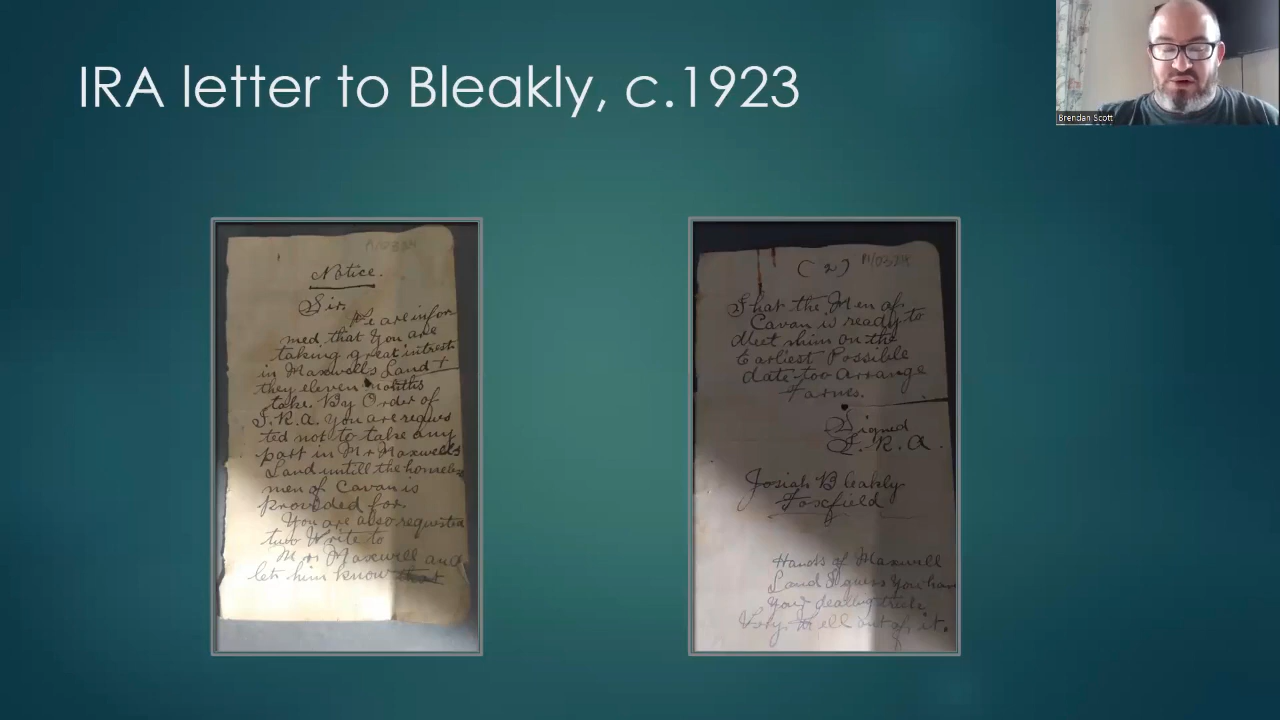 IRA letter to Bleakly, c.1923
Brendan Scott
Notice.
Sir.
We are infor
med that You are
taking great intrest
in Maxwells Land +
they eleven months
take. By Order of
I.R.A. You are reques
ted not to take any
part in Mr Maxwells
Land untill the homeless
men of Cavan is
provided for.
You are also requested
two Write to
Mr Maxwell and
let him know that
(2)
That the Men of
Cavan is ready to
Meet him on the
Earliest Possible
date too Arrange
Farms.
Signed
I.R.A.
Josiah Bleakly
Foxfield
Hands of Maxwell
Land I guess You have
Your dealing trick
out of it.